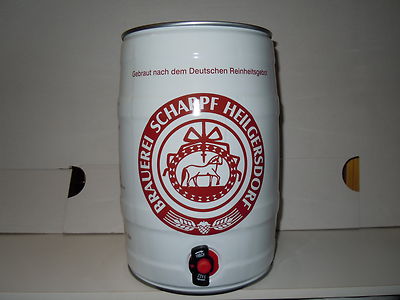 Gebraut nach dem Deutschen Reinheitsgebot
BRAUEREI SCHARPF HEILGERSDORF